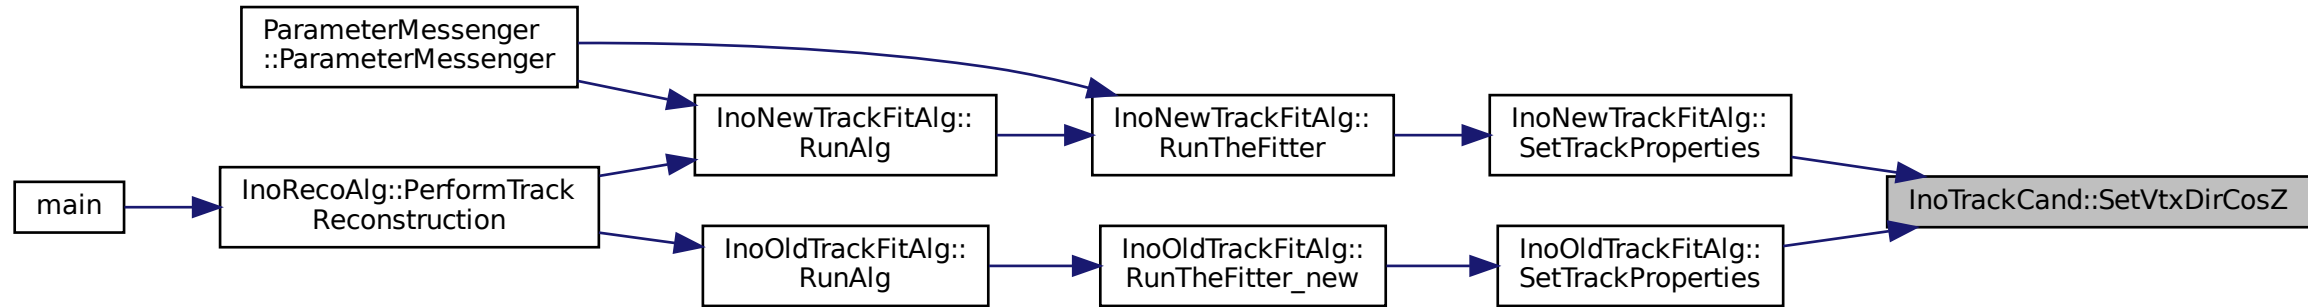 ParameterMessenger
::ParameterMessenger
InoNewTrackFitAlg::
RunAlg
InoNewTrackFitAlg::
RunTheFitter
InoNewTrackFitAlg::
SetTrackProperties
main
InoRecoAlg::PerformTrack
Reconstruction
InoTrackCand::SetVtxDirCosZ
InoOldTrackFitAlg::
RunAlg
InoOldTrackFitAlg::
RunTheFitter_new
InoOldTrackFitAlg::
SetTrackProperties